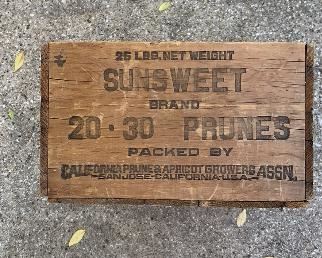 25 LBS. NET WEIGHT
SUNSWEET
BRAND
20·30 PRUNES
PACKED BY
CALIFORNIA PRUNE & APRICOT GROWERS ASSN.
SAN JOSE-CALIFORNIA-U.S.A.